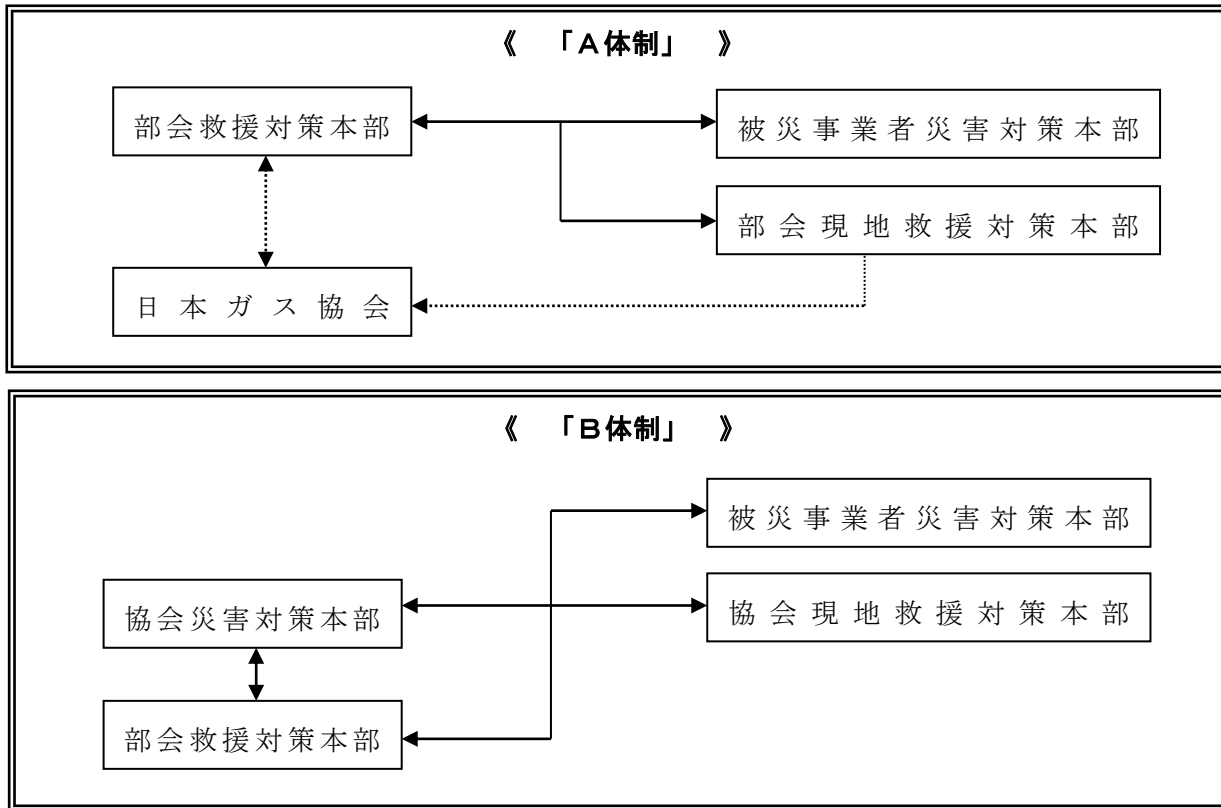 《 「A体制」 》
部会救援対策本部
被災事業者災害対策本部
部会現地救援対策本部
日本ガス協会
《 「B体制」 》
被災事業者災害対策本部
協会災害対策本部
協会現地救援対策本部
部会救援対策本部